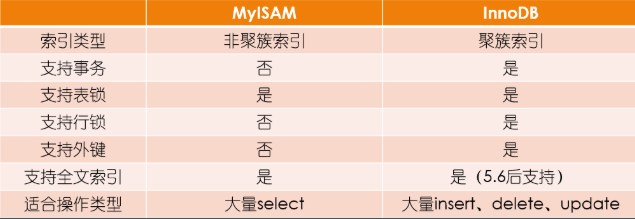 MyISAM InnoDB
索引类型 非聚簇索引 聚簇索引
支持事务 否 是
支持表锁 是 是
支持行锁 否 是
支持外键 否 是
支持全文索引 是 是（5.6后支持）
适合操作类型 大量select 大量insert、delete、update